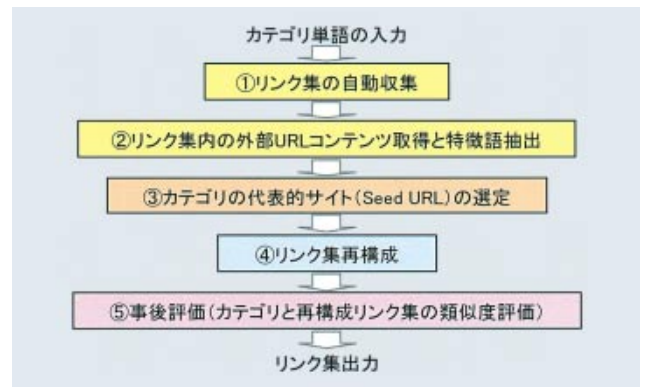 カテゴリ単語の入力
①リンク集の自動収集
②リンク集内の外部URLコンテンツ取得と特徴語抽出
③カテゴリの代表的サイト(Seed URL)の選定
④リンク集再構成
⑤事後評価(カテゴリと再構成リンク集の類似度評価)
リンク集出力